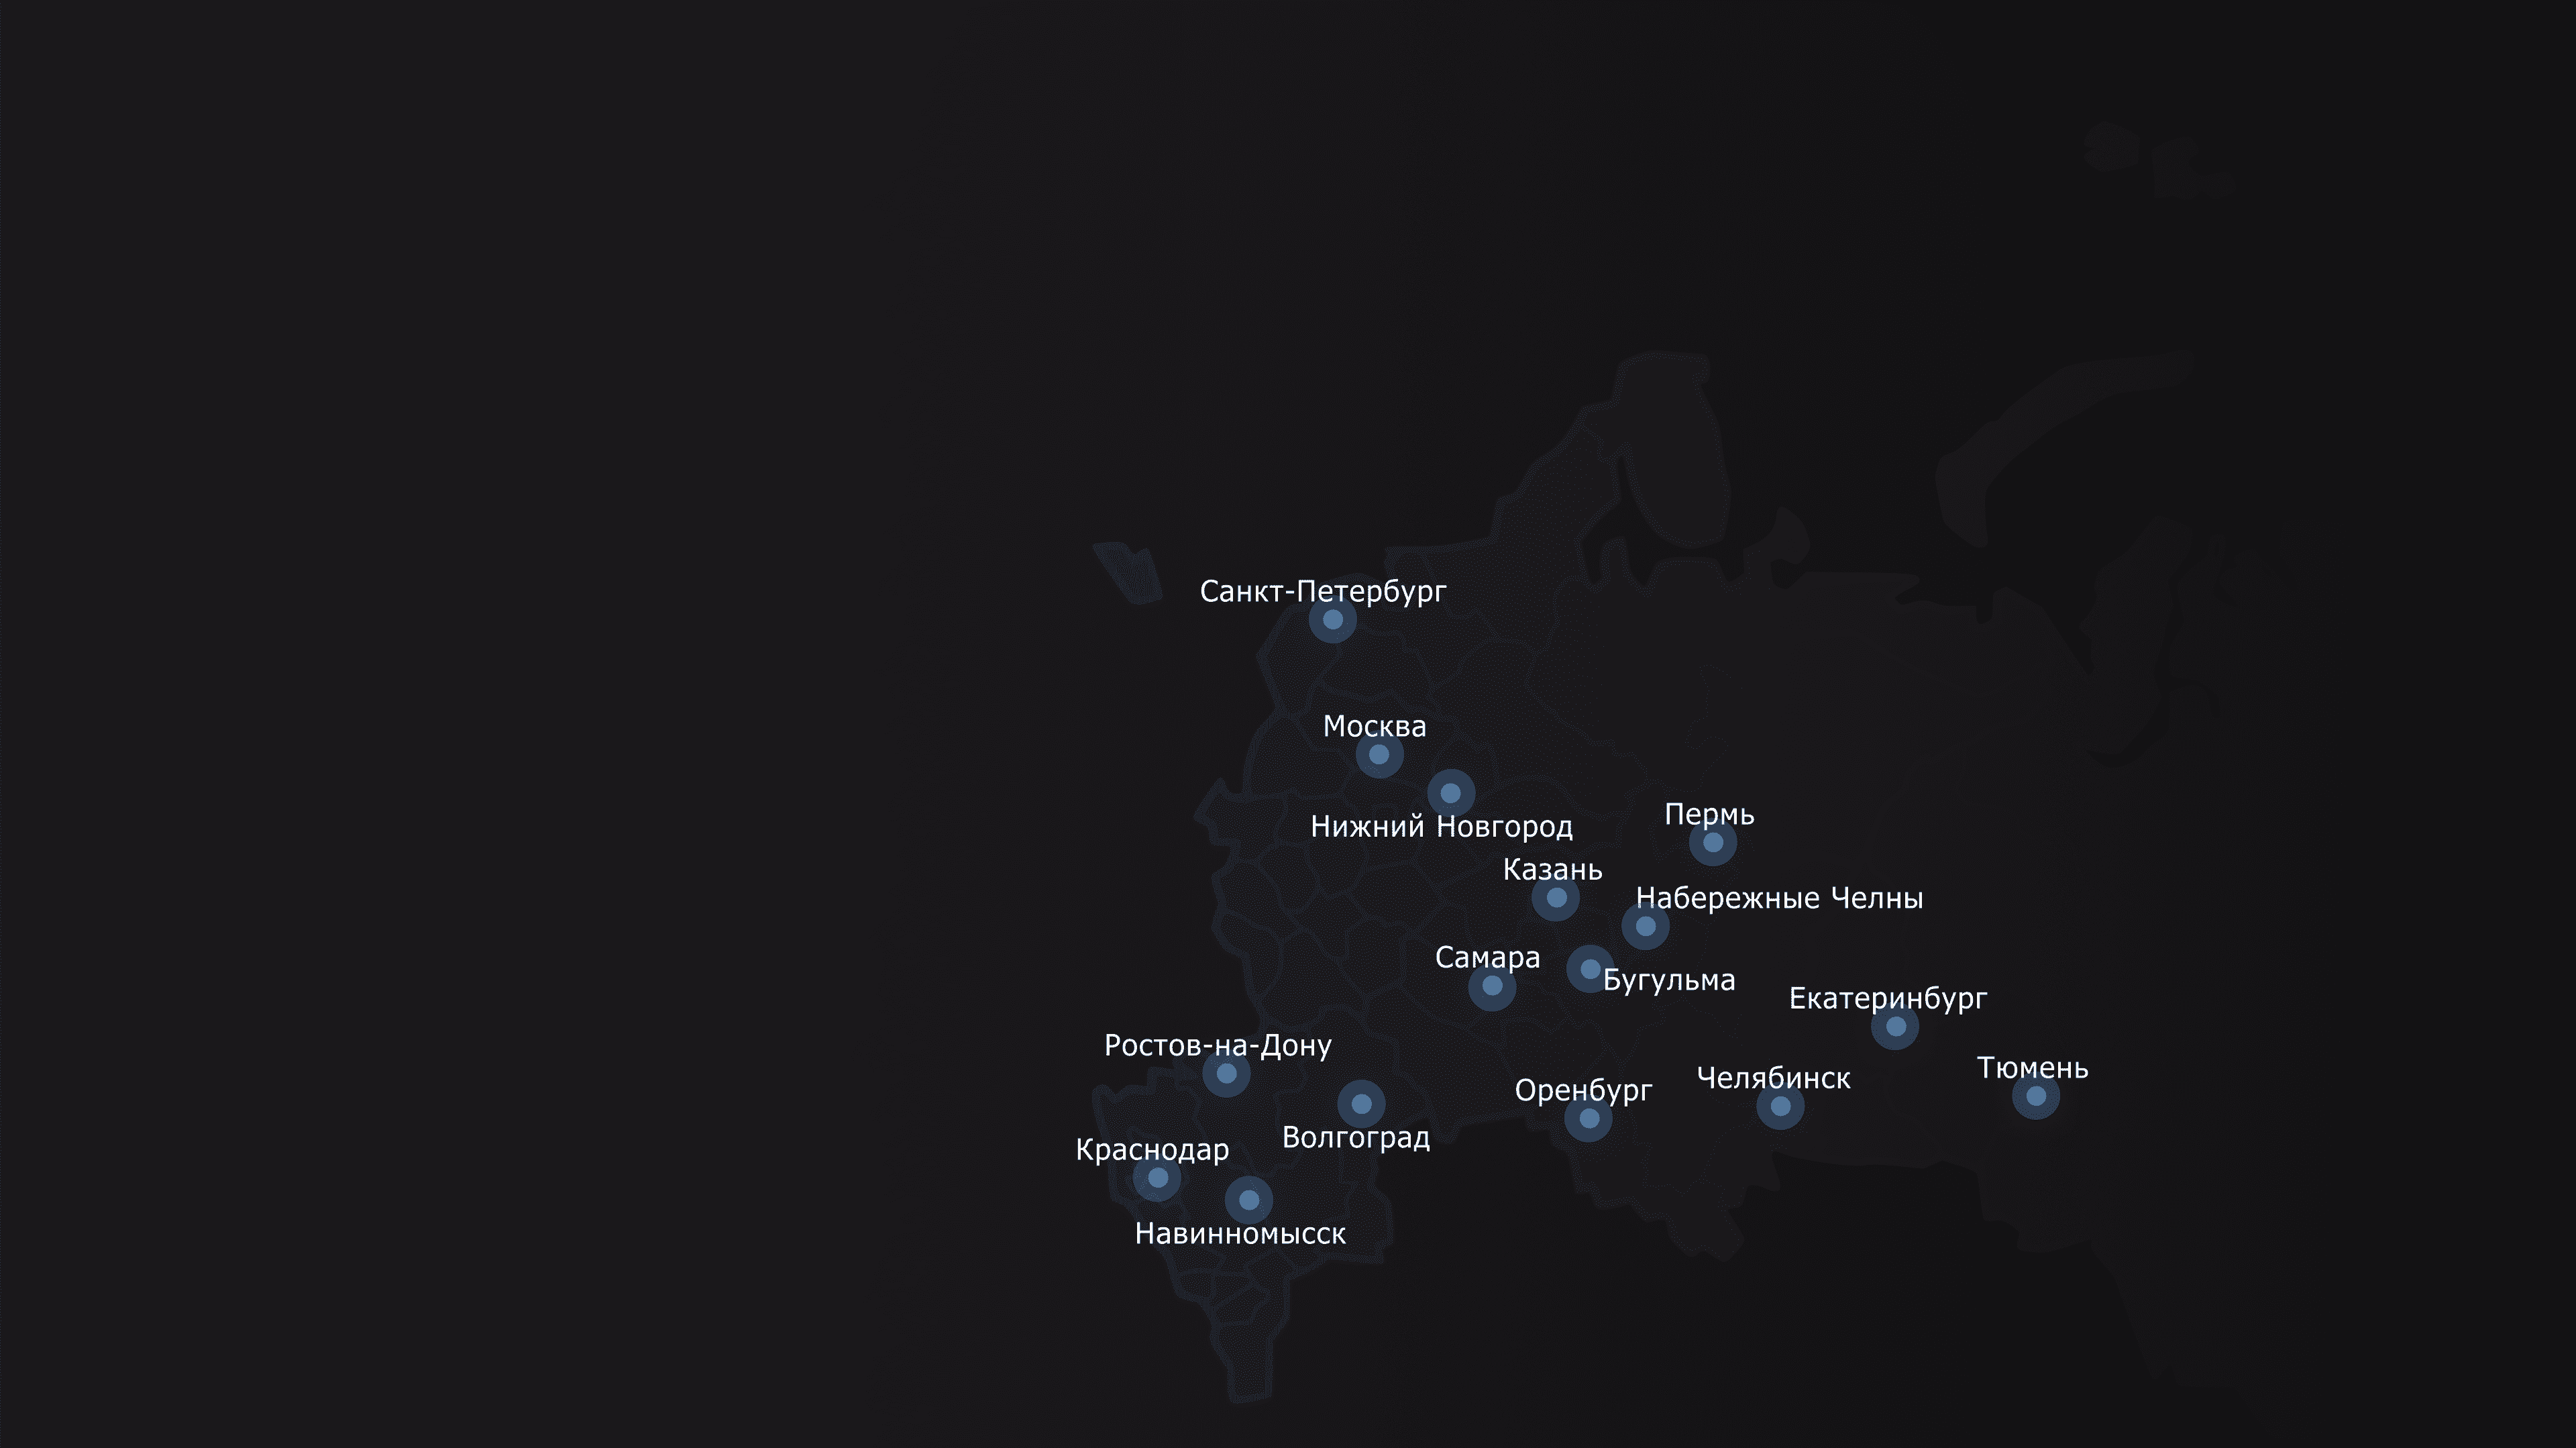 Санкт-Петербург
Москва
Нижний Новгород
Пермь
Казань
Набережные Челны
Самара
Бугульма
Екатеринбург
Ростов-на-Дону
Тюмень
Челябинск
Оренбург
Волгоград
Краснодар
Навинномысск